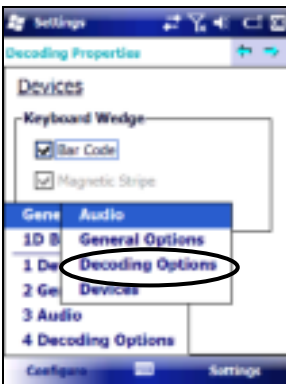 Settings
Decoding Properties
Devices
Keyboard Wedge
Bar Code
Magnetic Stripe
Gene
Audio
1D B
General Options
1 De
Decoding Options
2 Ge
Devices
3 Audio
4 Decoding Options
Configure
Settings